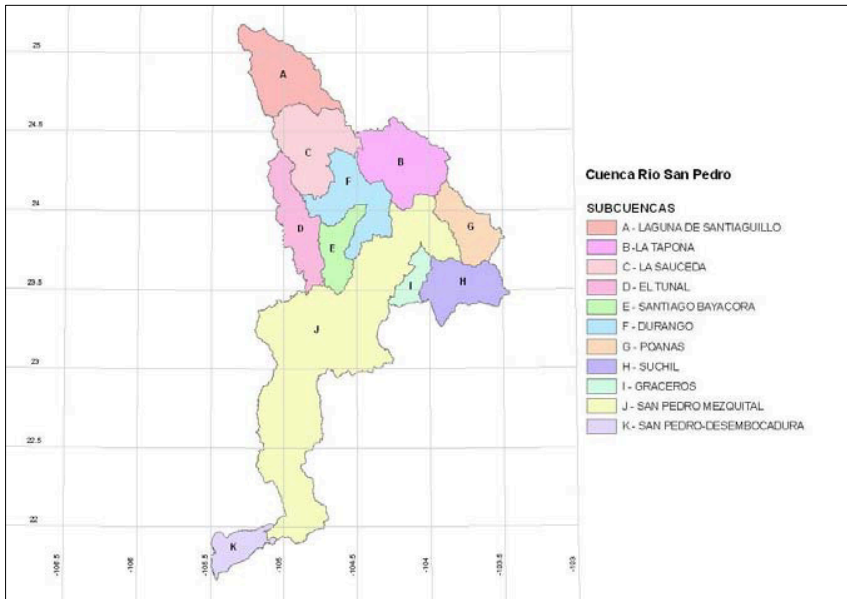 Cuenca Rio San Pedro
SUBCUENCAS
A - LAGUNA DE SANTIAGUILLO
B -LA TAPONA
C - LA SAUCEDA
D - EL TUNAL
E - SANTIAGO BAYACORA
F - DURANGO
G - POANAS
H - SUCHIL
I - GRACEROS
J - SAN PEDRO MEZQUITAL
K - SAN PEDRO-DESEMBOCADURA
25
24.5
24
23.5
23
22.5
22
A
B
C
F
D
E
G
I
H
J
K
-106.5
-106
-105.5
-105
-104.5
-104
-103.5
-103